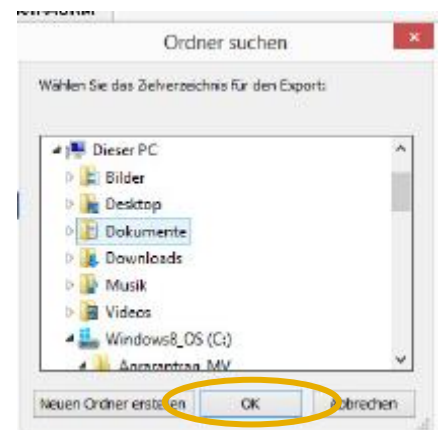 Ordner suchen
Wählen Sie das Zielverzeichnis für den Export:
Dieser PC
Bilder
Desktop
Dokumente
Downloads
Musik
Videos
Windows8_OS (C:)
Agrarantrag_MV
Neuen Ordner erstellen OK Abbrechen